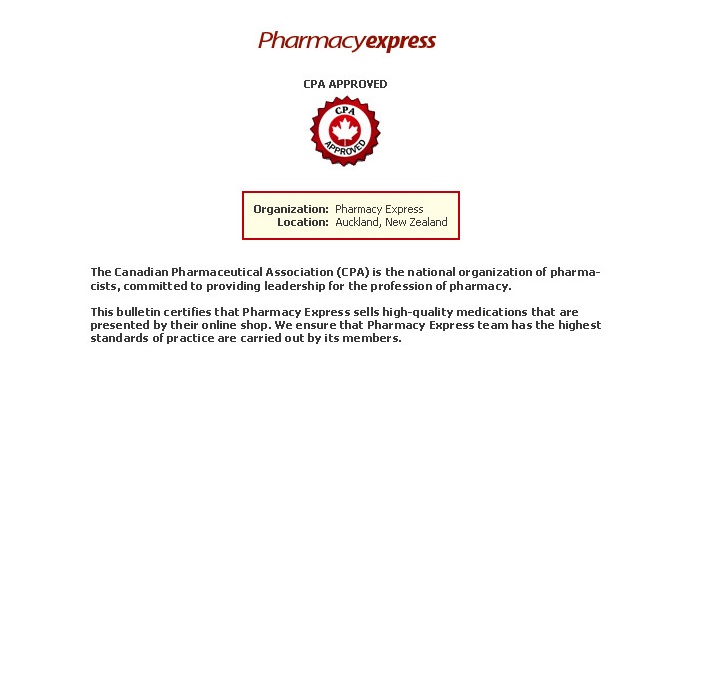 Pharmacyexpress
CPA APPROVED
CPA
APPROVED
Organization: Pharmacy Express
Location: Auckland, New Zealand
The Canadian Pharmaceutical Association (CPA) is the national organization of pharma-
cists, committed to providing leadership for the profession of pharmacy.
This bulletin certifies that Pharmacy Express sells high-quality medications that are
presented by their online shop. We ensure that Pharmacy Express team has the highest
standards of practice are carried out by its members.